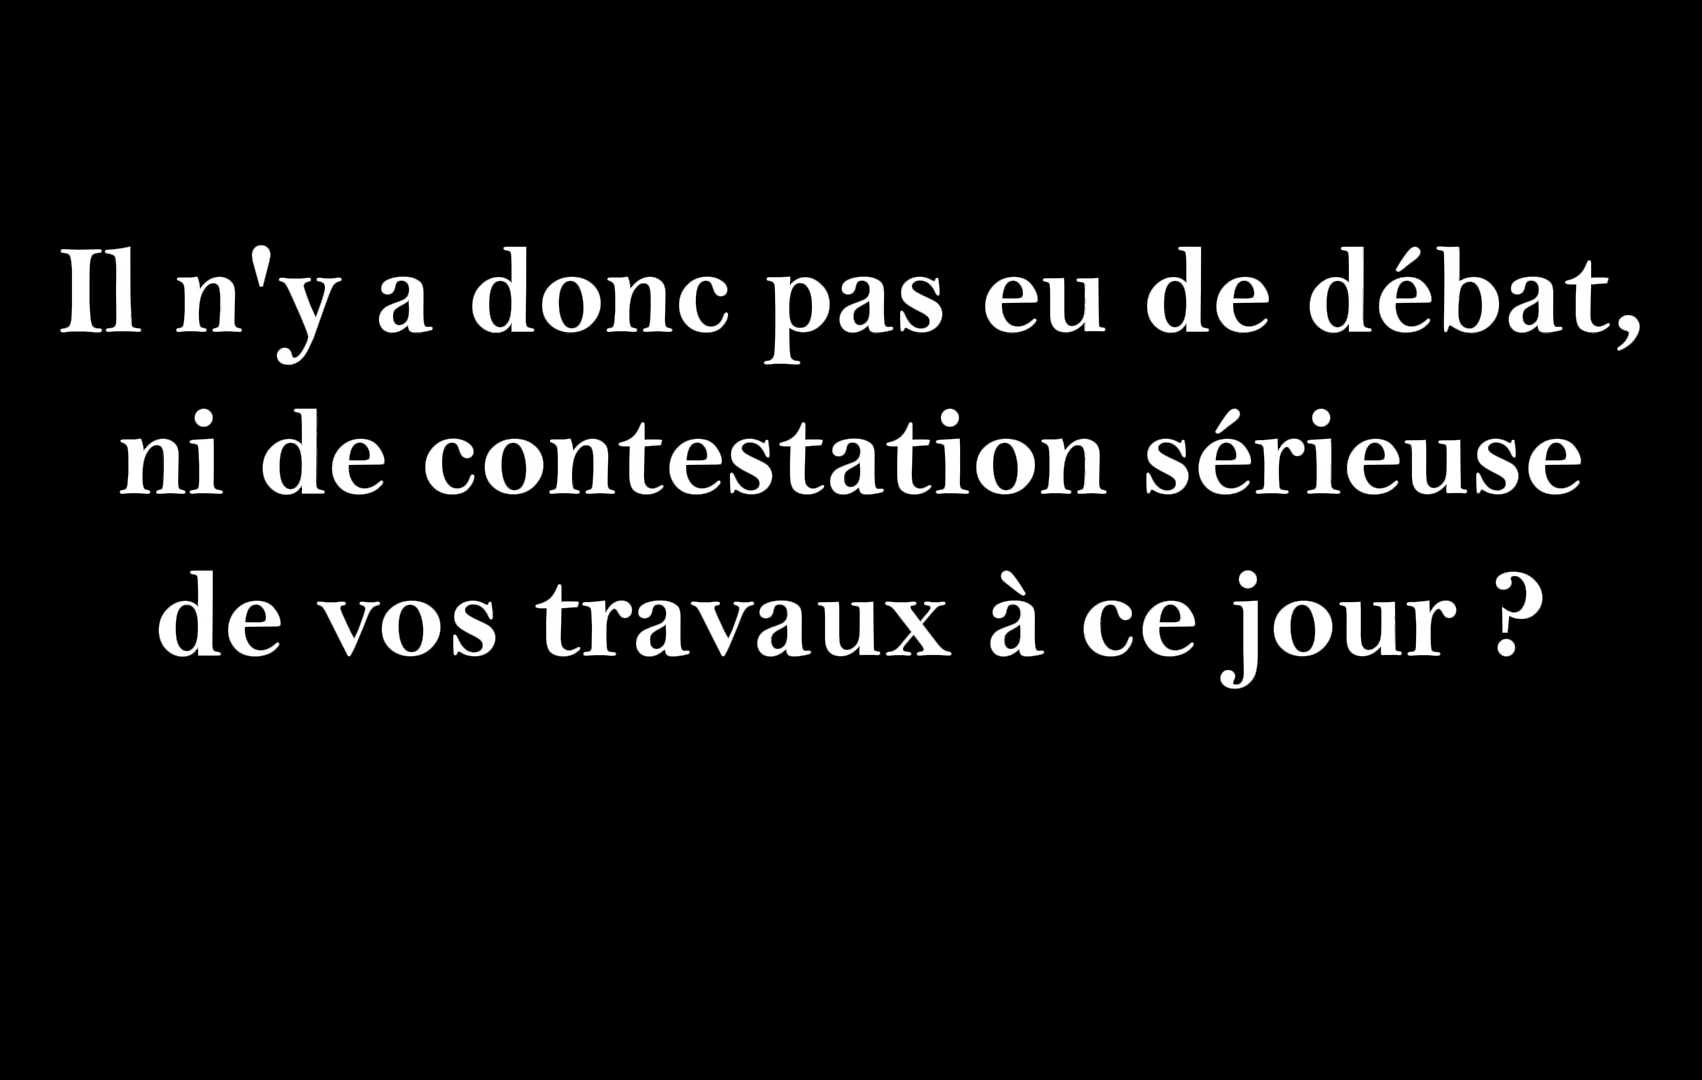 Il n'y a donc pas eu de débat,
ni de contestation sérieuse
de vos travaux à ce jour ?